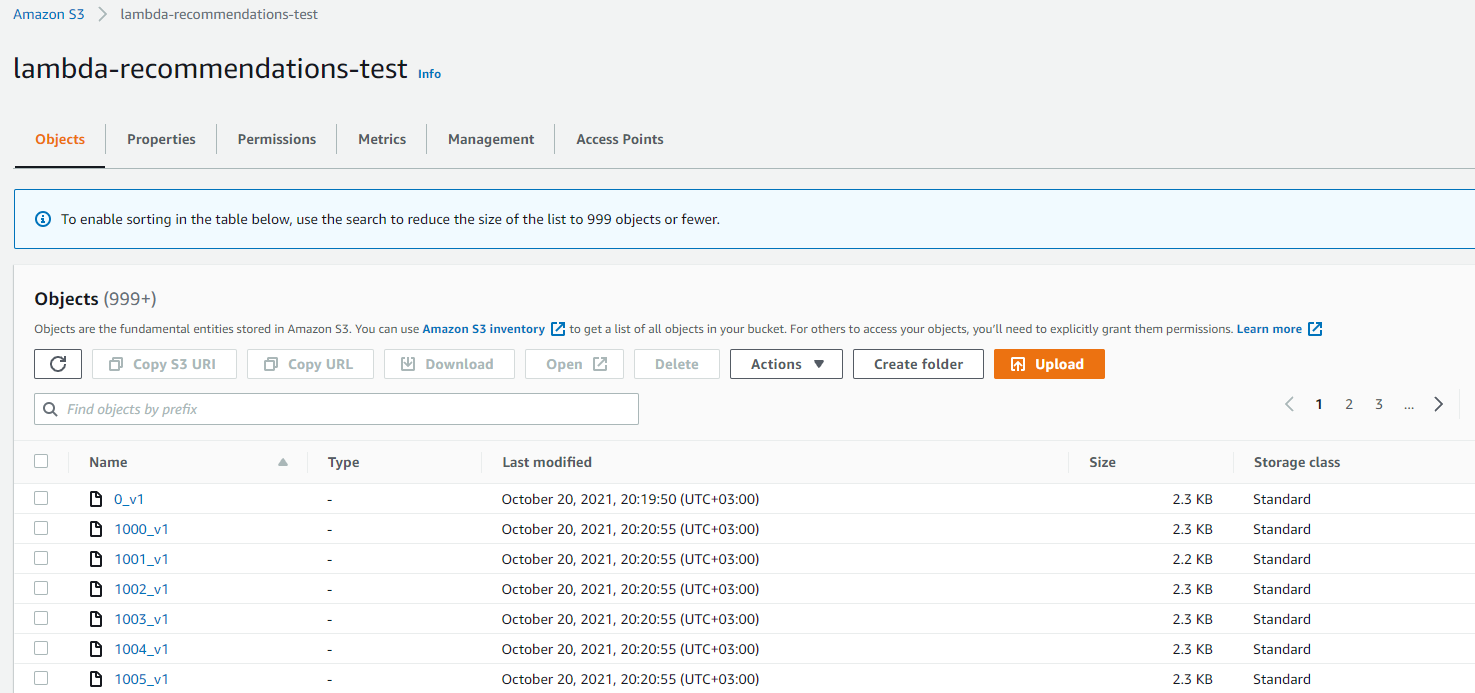 Amazon S3 > lambda-recommendations-test
lambda-recommendations-test Info
Objects Properties Permissions Metrics Management Access Points
To enable sorting in the table below, use the search to reduce the size of the list to 999 objects or fewer.
Objects (999+)
Objects are the fundamental entities stored in Amazon S3. You can use Amazon S3 inventory to get a list of all objects in your bucket. For others to access your objects, you'll need to explicitly grant them permissions. Learn more
Copy S3 URI Copy URL Download Open Delete Actions Create folder Upload
Find objects by prefix 1 2 3 ...
Name Type Last modified Size Storage class
0_v1 - October 20, 2021, 20:19:50 (UTC+03:00) 2.3 KB Standard
1000_v1 - October 20, 2021, 20:20:55 (UTC+03:00) 2.3 KB Standard
1001_v1 - October 20, 2021, 20:20:55 (UTC+03:00) 2.2 KB Standard
1002_v1 - October 20, 2021, 20:20:55 (UTC+03:00) 2.3 KB Standard
1003_v1 - October 20, 2021, 20:20:55 (UTC+03:00) 2.3 KB Standard
1004_v1 - October 20, 2021, 20:20:55 (UTC+03:00) 2.3 KB Standard
1005_v1 - October 20, 2021, 20:20:55 (UTC+03:00) 2.3 KB Standard